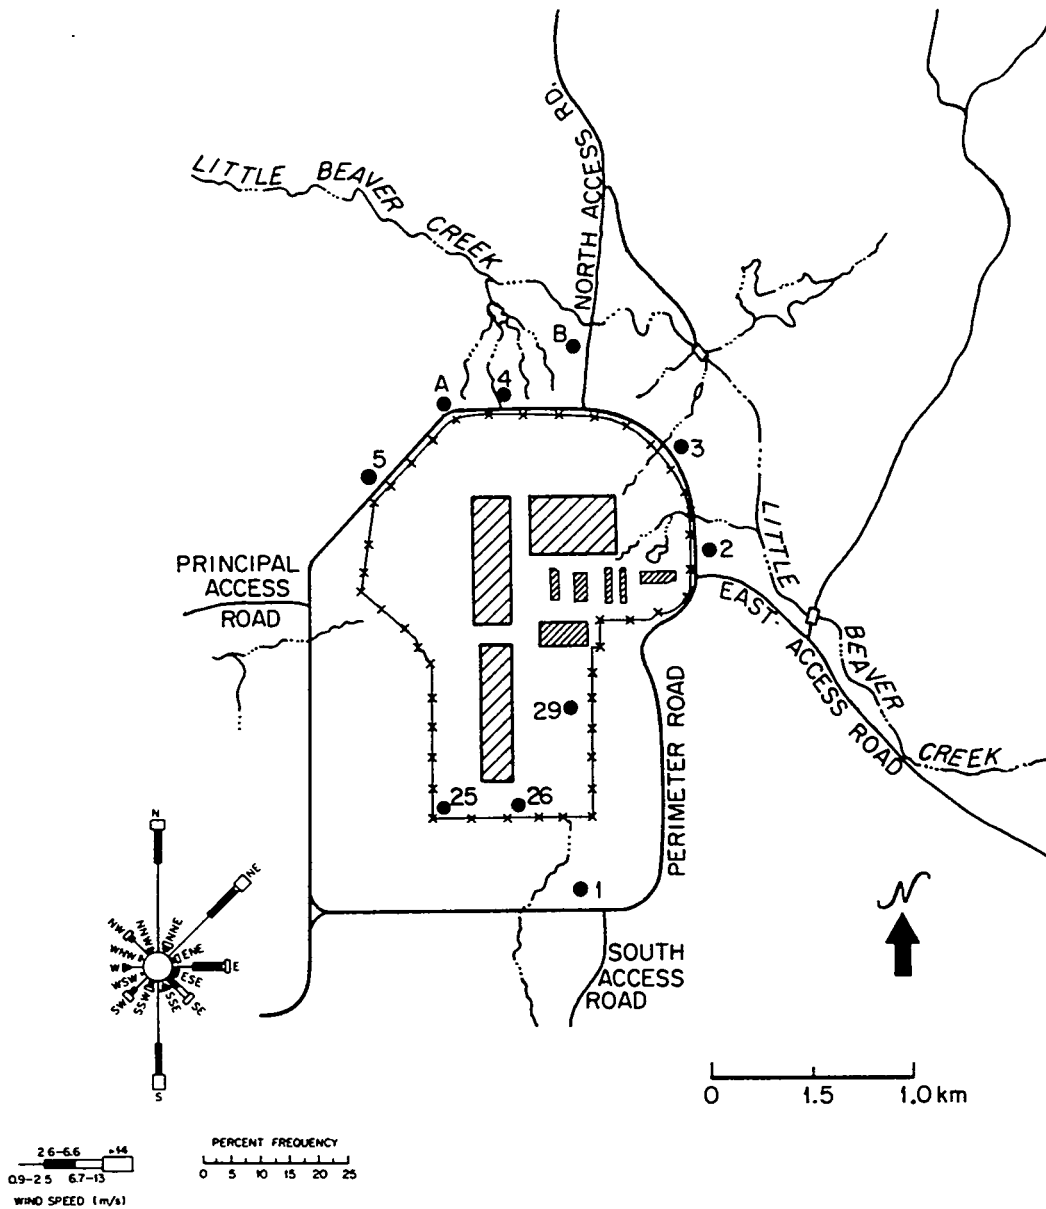 NORTH ACCESS RD.
LITTLE BEAVER CREEK
B
A
4
5
3
2
PRINCIPAL
ACCESS
ROAD
LITTLE BEAVER CREEK
EAST ACCESS ROAD
29
PERIMETER ROAD
25
26
1
N
SOUTH
ACCESS
ROAD
N
NNE
NE
ENE
E
ESE
SE
SSE
S
SSW
SW
WSW
W
WNW
NW
NNW
0 1.5 1.0 km
PERCENT FREQUENCY
0 5 10 15 20 25
2.6-6.6 +14
0.9-2.5 6.7-13
WIND SPEED (m/s)